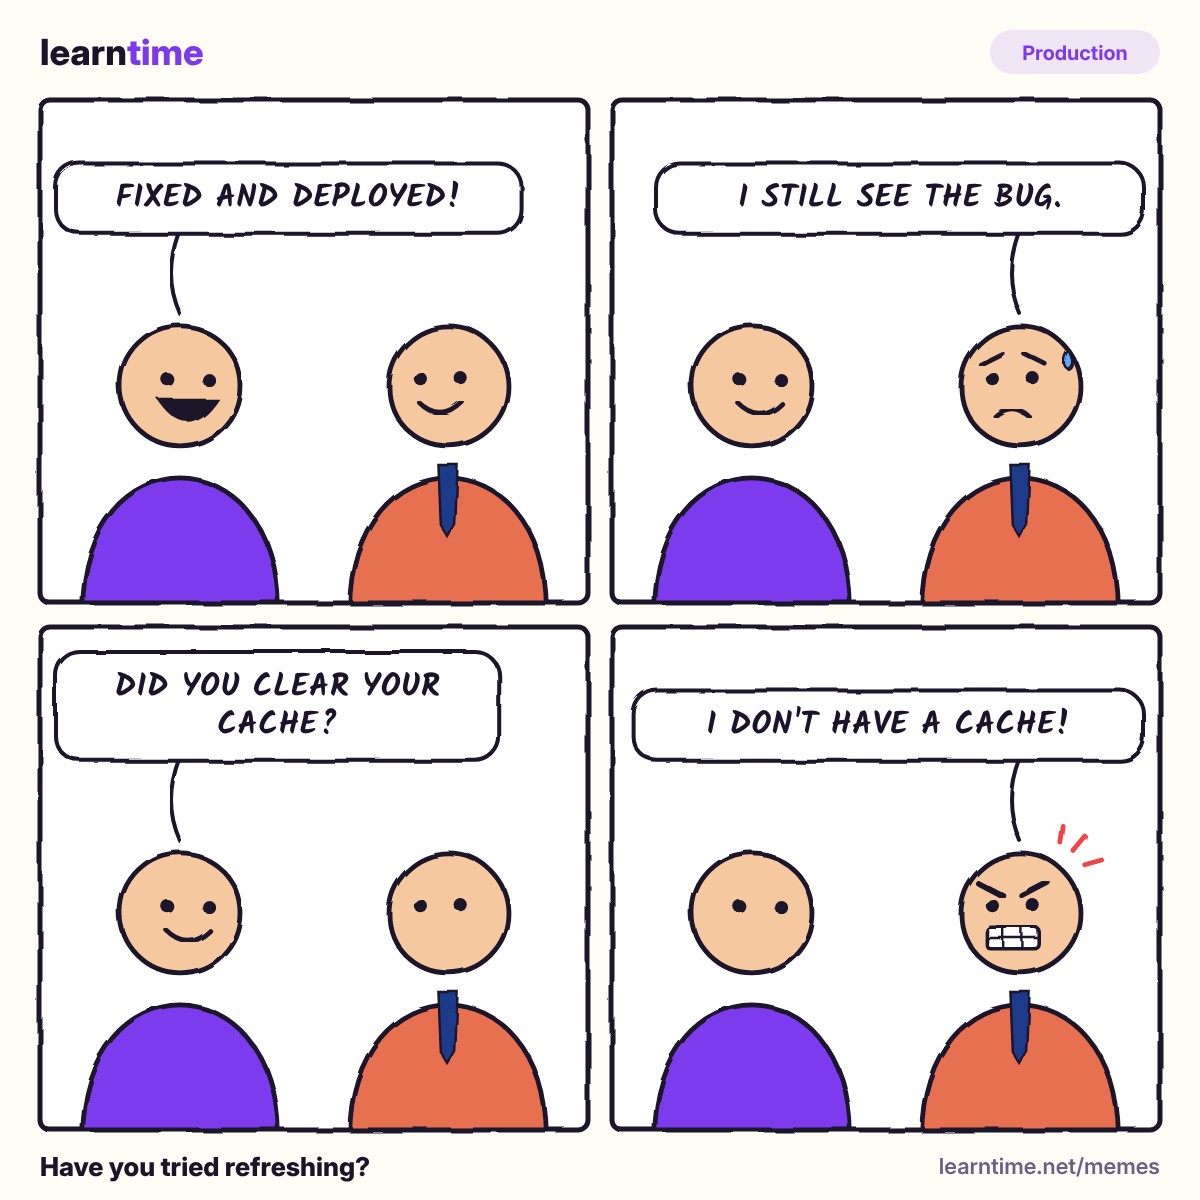 learntime
Production
FIXED AND DEPLOYED!
I STILL SEE THE BUG.
DID YOU CLEAR YOUR
CACHE?
I DON'T HAVE A CACHE!
Have you tried refreshing?
learntime.net/memes